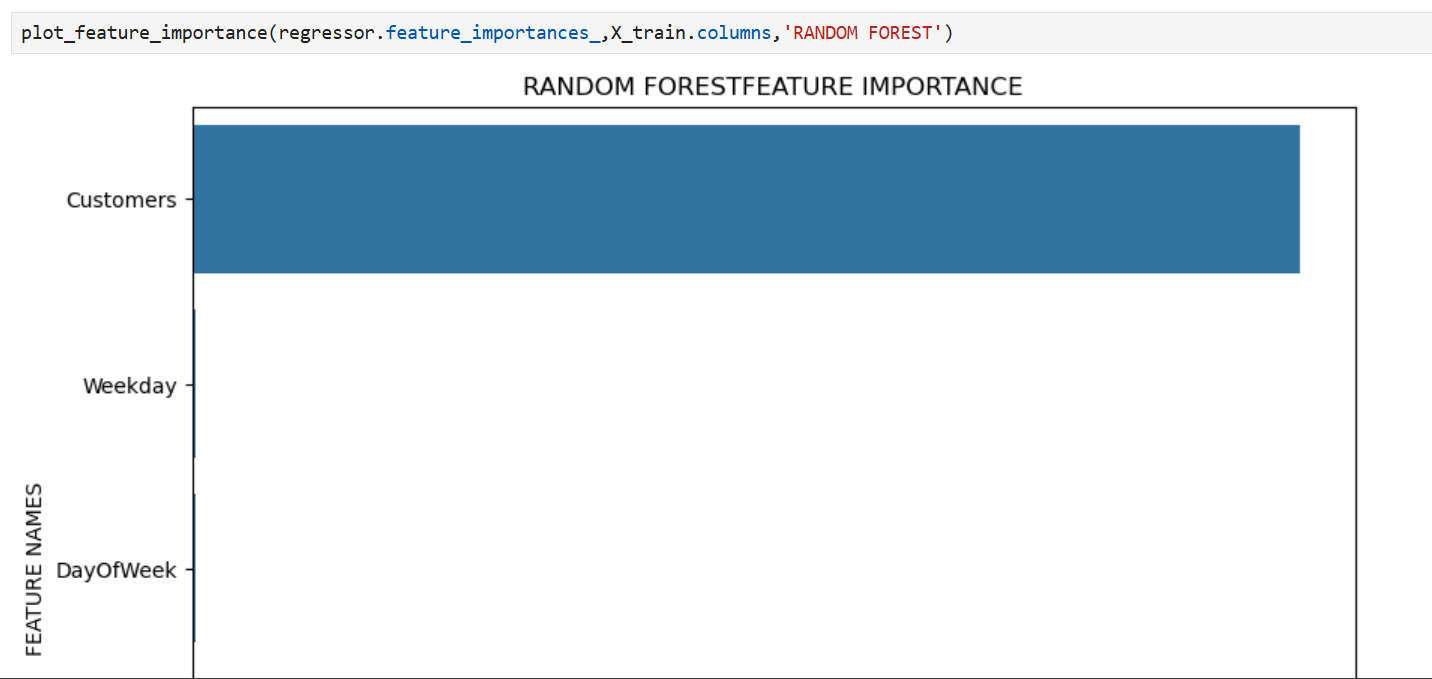 plot_feature_importance(regressor.feature_importances_,X_train.columns,'RANDOM FOREST')
RANDOM FORESTFEATURE IMPORTANCE
Customers
Weekday
DayOfWeek
FEATURE NAMES